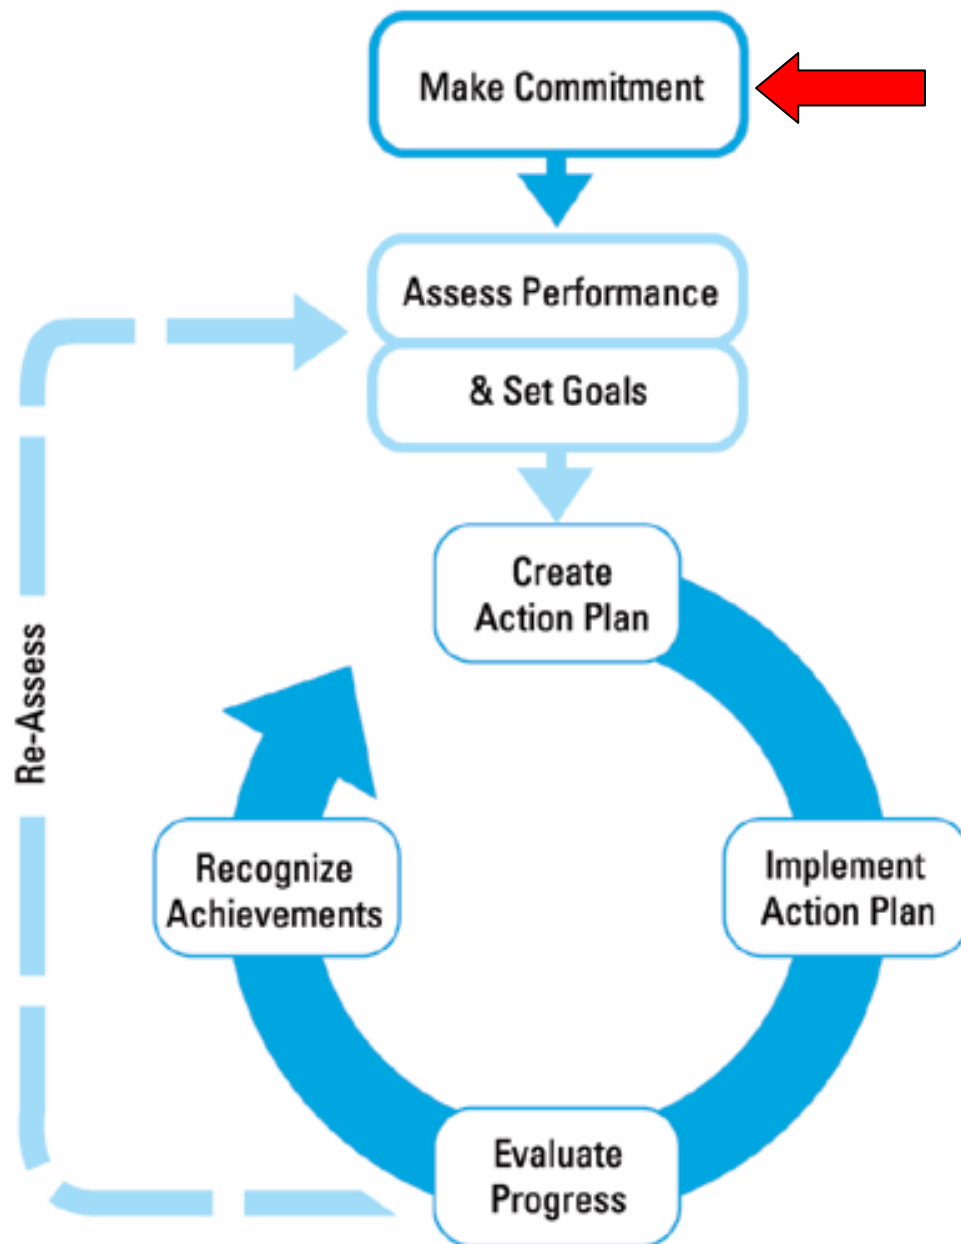 Make Commitment
Assess Performance
& Set Goals
Create
Action Plan
Re-Assess
Recognize
Achievements
Implement
Action Plan
Evaluate
Progress